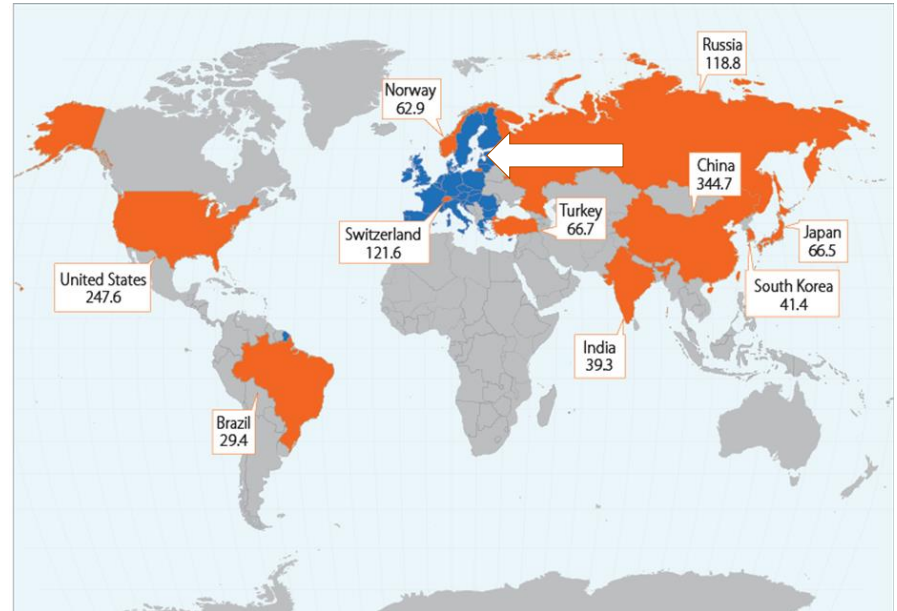 Russia
118.8
Norway
62.9
China
344.7
Turkey
66.7
Switzerland
121.6
Japan
66.5
United States
247.6
South Korea
41.4
India
39.3
Brazil
29.4